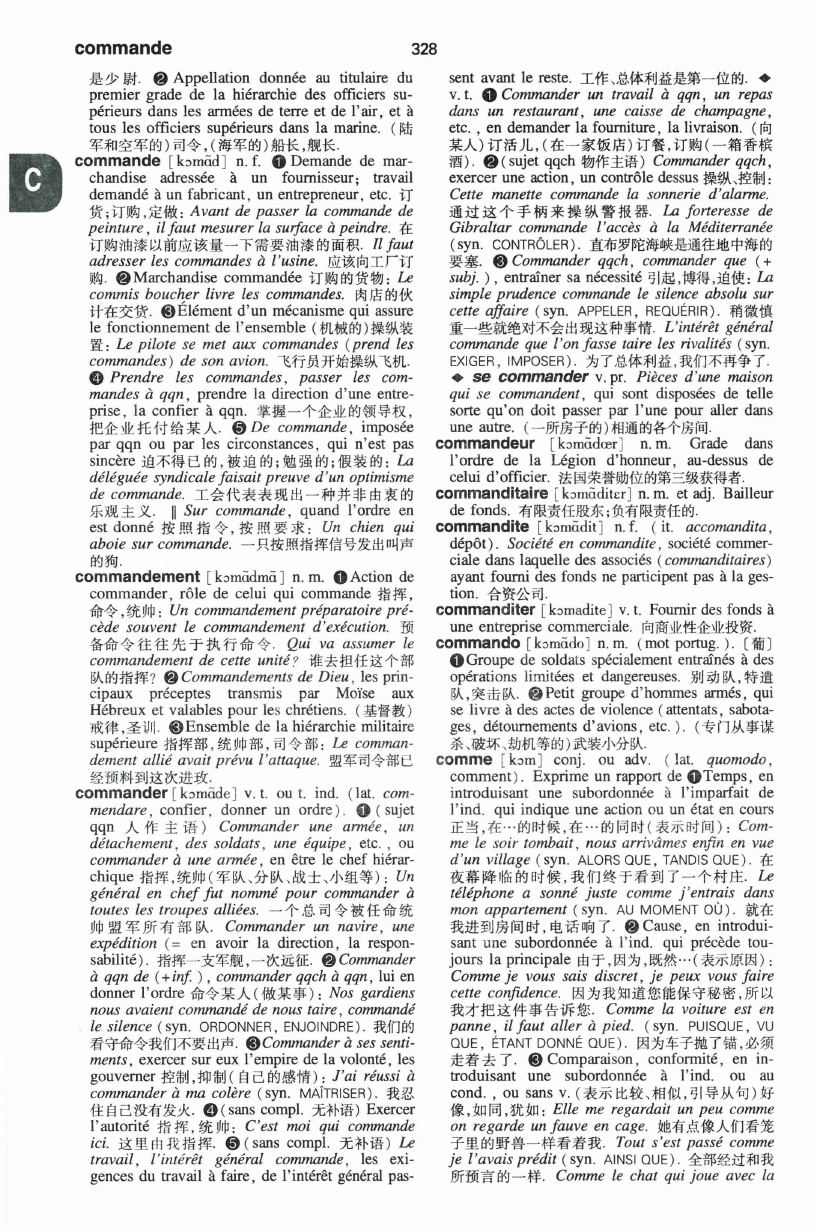 commande
328
是少尉. ❷ Appellation donnée au titulaire du
premier grade de la hiérarchie des officiers su-
périeurs dans les armées de terre et de l'air, et à
tous les officiers supérieurs dans la marine. (陆
军和空军的)司令,(海军的)船长,舰长.
commande [kɔmɑ̃d] n. f. ❶ Demande de mar-
chandise adressée à un fournisseur; travail
demandé à un fabricant, un entrepreneur, etc. 订
货;订购,定做: Avant de passer la commande de
peinture, il faut mesurer la surface à peindre. 在
订购油漆以前应该量一下需要油漆的面积. Il faut
adresser les commandes à l'usine. 应该向工厂订
购. ❷Marchandise commandée 订购的货物: Le
commis boucher livre les commandes. 肉店的伙
计在交货. ❸Élément d'un mécanisme qui assure
le fonctionnement de l'ensemble (机械的)操纵装
置: Le pilote se met aux commandes (prend les
commandes) de son avion. 飞行员开始操纵飞机.
❹ Prendre les commandes, passer les com-
mandes à qqn, prendre la direction d'une entre-
prise, la confier à qqn. 掌握一个企业的领导权,
把企业托付给某人. ❺ De commande, imposée
par qqn ou par les circonstances, qui n'est pas
sincère 迫不得已的,被迫的;勉强的;假装的: La
déléguée syndicale faisait preuve d'un optimisme
de commande. 工会代表表现出一种并非由衷的
乐观主义. ‖ Sur commande, quand l'ordre en
est donné 按照指令,按照要求: Un chien qui
aboie sur commande. 一只按照指挥信号发出叫声
的狗.
commandement [kɔmɑ̃dmɑ̃] n. m. ❶Action de
commander, rôle de celui qui commande 指挥,
命令,统帅: Un commandement préparatoire pré-
cède souvent le commandement d'exécution. 预
备命令往往先于执行命令. Qui va assumer le
commandement de cette unité? 谁去担任这个部
队的指挥? ❷Commandements de Dieu, les prin-
cipaux préceptes transmis par Moïse aux
Hébreux et valables pour les chrétiens. (基督教)
戒律,圣训. ❸Ensemble de la hiérarchie militaire
supérieure 指挥部,统帅部,司令部: Le comman-
dement allié avait prévu l'attaque. 盟军司令部已
经预料到这次进攻.
commander [kɔmɑ̃de] v. t. ou t. ind. (lat. com-
mendare, confier, donner un ordre). ❶ (sujet
qqn 人作主语) Commander une armée, un
détachement, des soldats, une équipe, etc. , ou
commander à une armée, en être le chef hiérar-
chique 指挥,统帅(军队、分队、战士、小组等): Un
général en chef fut nommé pour commander à
toutes les troupes alliées. 一个总司令被任命统
帅盟军所有部队. Commander un navire, une
expédition (= en avoir la direction, la respon-
sabilité). 指挥一支军舰,一次远征. ❷Commander
à qqn de (+inf. ), commander qqch à qqn, lui en
donner l'ordre 命令某人(做某事): Nos gardiens
nous avaient commandé de nous taire, commandé
le silence (syn. ORDONNER, ENJOINDRE). 我们的
看守命令我们不要出声. ❸Commander à ses senti-
ments, exercer sur eux l'empire de la volonté, les
gouverner 控制,抑制(自己的感情): J'ai réussi à
commander à ma colère (syn. MAÎTRISER). 我忍
住自己没有发火. ❹(sans compl. 无补语) Exercer
l'autorité 指挥,统帅: C'est moi qui commande
ici. 这里由我指挥. ❺(sans compl. 无补语) Le
travail, l'intérêt général commande, les exi-
gences du travail à faire, de l'intérêt général pas-
C
sent avant le reste. 工作、总体利益是第一位的. ◆
v. t. ❶ Commander un travail à qqn, un repas
dans un restaurant, une caisse de champagne,
etc. , en demander la fourniture, la livraison. (向
某人)订活儿,(在一家饭店)订餐,订购(一箱香槟
酒). ❷(sujet qqch 物作主语) Commander qqch,
exercer une action, un contrôle dessus 操纵、控制:
Cette manette commande la sonnerie d'alarme.
通过这个手柄来操纵警报器. La forteresse de
Gibraltar commande l'accès à la Méditerranée
(syn. CONTRÔLER). 直布罗陀海峡是通往地中海的
要塞. ❸ Commander qqch, commander que (+
subj. ), entraîner sa nécessité 引起,博得,迫使: La
simple prudence commande le silence absolu sur
cette affaire (syn. APPELER, REQUÉRIR). 稍微慎
重一些就绝对不会出现这种事情. L'intérêt général
commande que l'on fasse taire les rivalités (syn.
EXIGER, IMPOSER). 为了总体利益,我们不再争了.
◆ se commander v. pr. Pièces d'une maison
qui se commandent, qui sont disposées de telle
sorte qu'on doit passer par l'une pour aller dans
une autre. (一所房子的)相通的各个房间.
commandeur [kɔmɑ̃dœr] n. m. Grade dans
l'ordre de la Légion d'honneur, au-dessus de
celui d'officier. 法国荣誉勋位的第三级获得者.
commanditaire [kɔmɑ̃ditɛr] n. m. et adj. Bailleur
de fonds. 有限责任股东;负有限责任的.
commandite [kɔmɑ̃dit] n. f. (it. accomandita,
dépôt). Société en commandite, société commer-
ciale dans laquelle des associés (commanditaires)
ayant fourni des fonds ne participent pas à la ges-
tion. 合资公司.
commanditer [kɔmadite] v. t. Fournir des fonds à
une entreprise commerciale. 向商业性企业投资.
commando [kɔmɑ̃do] n. m. (mot portug. ). 〔葡〕
❶Groupe de soldats spécialement entraînés à des
opérations limitées et dangereuses. 别动队,特遣
队,突击队. ❷Petit groupe d'hommes armés, qui
se livre à des actes de violence (attentats, sabota-
ges, détournements d'avions, etc. ). (专门从事谋
杀、破坏、劫机等的)武装小分队.
comme [kɔm] conj. ou adv. (lat. quomodo,
comment). Exprime un rapport de ❶Temps, en
introduisant une subordonnée à l'imparfait de
l'ind. qui indique une action ou un état en cours
正当,在…的时候,在…的同时(表示时间): Com-
me le soir tombait, nous arrivâmes enfin en vue
d'un village (syn. ALORS QUE, TANDIS QUE). 在
夜幕降临的时候,我们终于看到了一个村庄. Le
téléphone a sonné juste comme j'entrais dans
mon appartement (syn. AU MOMENT OÙ). 就在
我进到房间时,电话响了. ❷Cause, en introdui-
sant une subordonnée à l'ind. qui précède tou-
jours la principale 由于,因为,既然…(表示原因):
Comme je vous sais discret, je peux vous faire
cette confidence. 因为我知道您能保守秘密,所以
我才把这件事告诉您. Comme la voiture est en
panne, il faut aller à pied. (syn. PUISQUE, VU
QUE, ÉTANT DONNÉ QUE). 因为车子抛了锚,必须
走着去了. ❸ Comparaison, conformité, en in-
troduisant une subordonnée à l'ind. ou au
cond. , ou sans v. (表示比较、相似,引导从句)好
像,如同,犹如: Elle me regardait un peu comme
on regarde un fauve en cage. 她有点像人们看笼
子里的野兽一样看着我. Tout s'est passé comme
je l'avais prédit (syn. AINSI QUE). 全部经过和我
所预言的一样. Comme le chat qui joue avec la